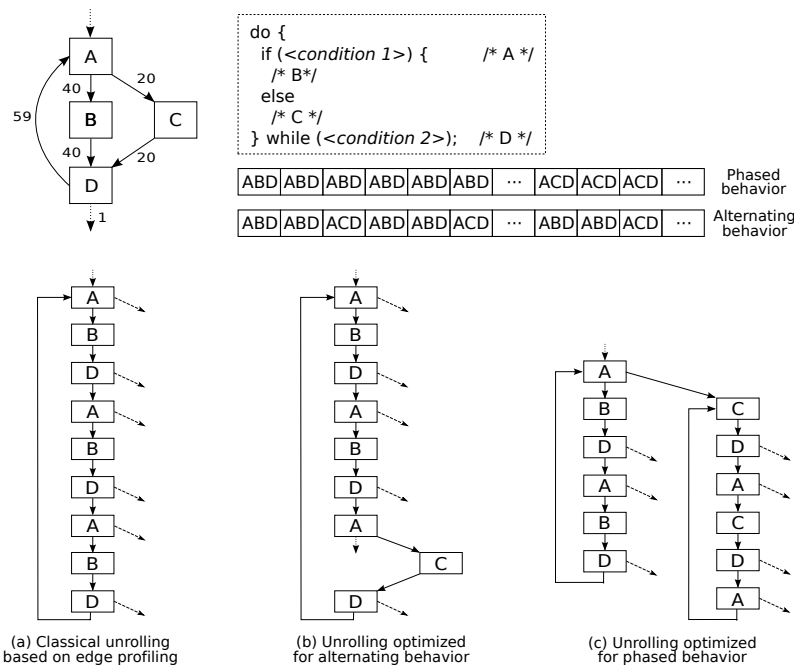 A
20
40
59
B
C
40
20
D
1
do {
if (<condition 1>) { /* A */
/* B*/
else
/* C */
} while (<condition 2>); /* D */
ABD ABD ABD ABD ABD ABD ... ACD ACD ACD ... Phased behavior
ABD ABD ACD ABD ABD ACD ... ABD ABD ACD ... Alternating behavior
A
B
D
A
B
D
A
B
D
(a) Classical unrolling
based on edge profiling
A
B
D
A
B
D
A
C
D
(b) Unrolling optimized
for alternating behavior
A
B
D
A
B
D
C
D
A
C
D
A
(c) Unrolling optimized
for phased behavior